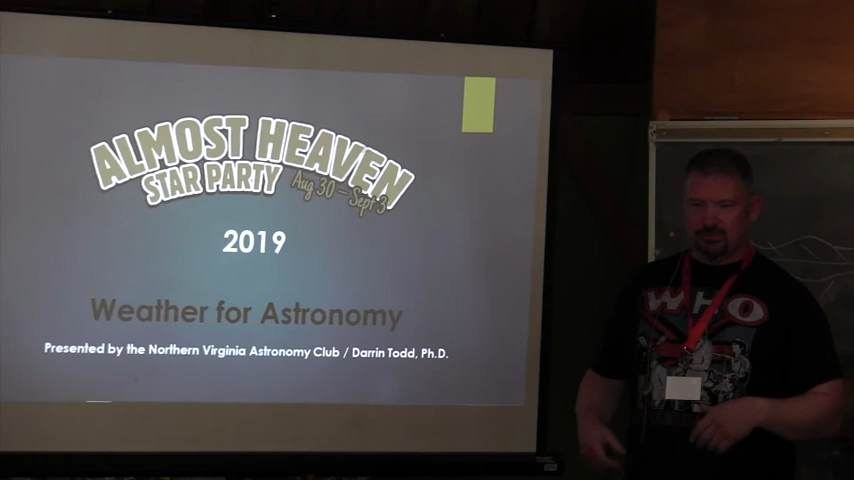 ALMOST HEAVEN
STAR PARTY Aug 30 – Sept 3
2019
Weather for Astronomy
Presented by the Northern Virginia Astronomy Club / Darrin Todd, Ph.D.
WHO